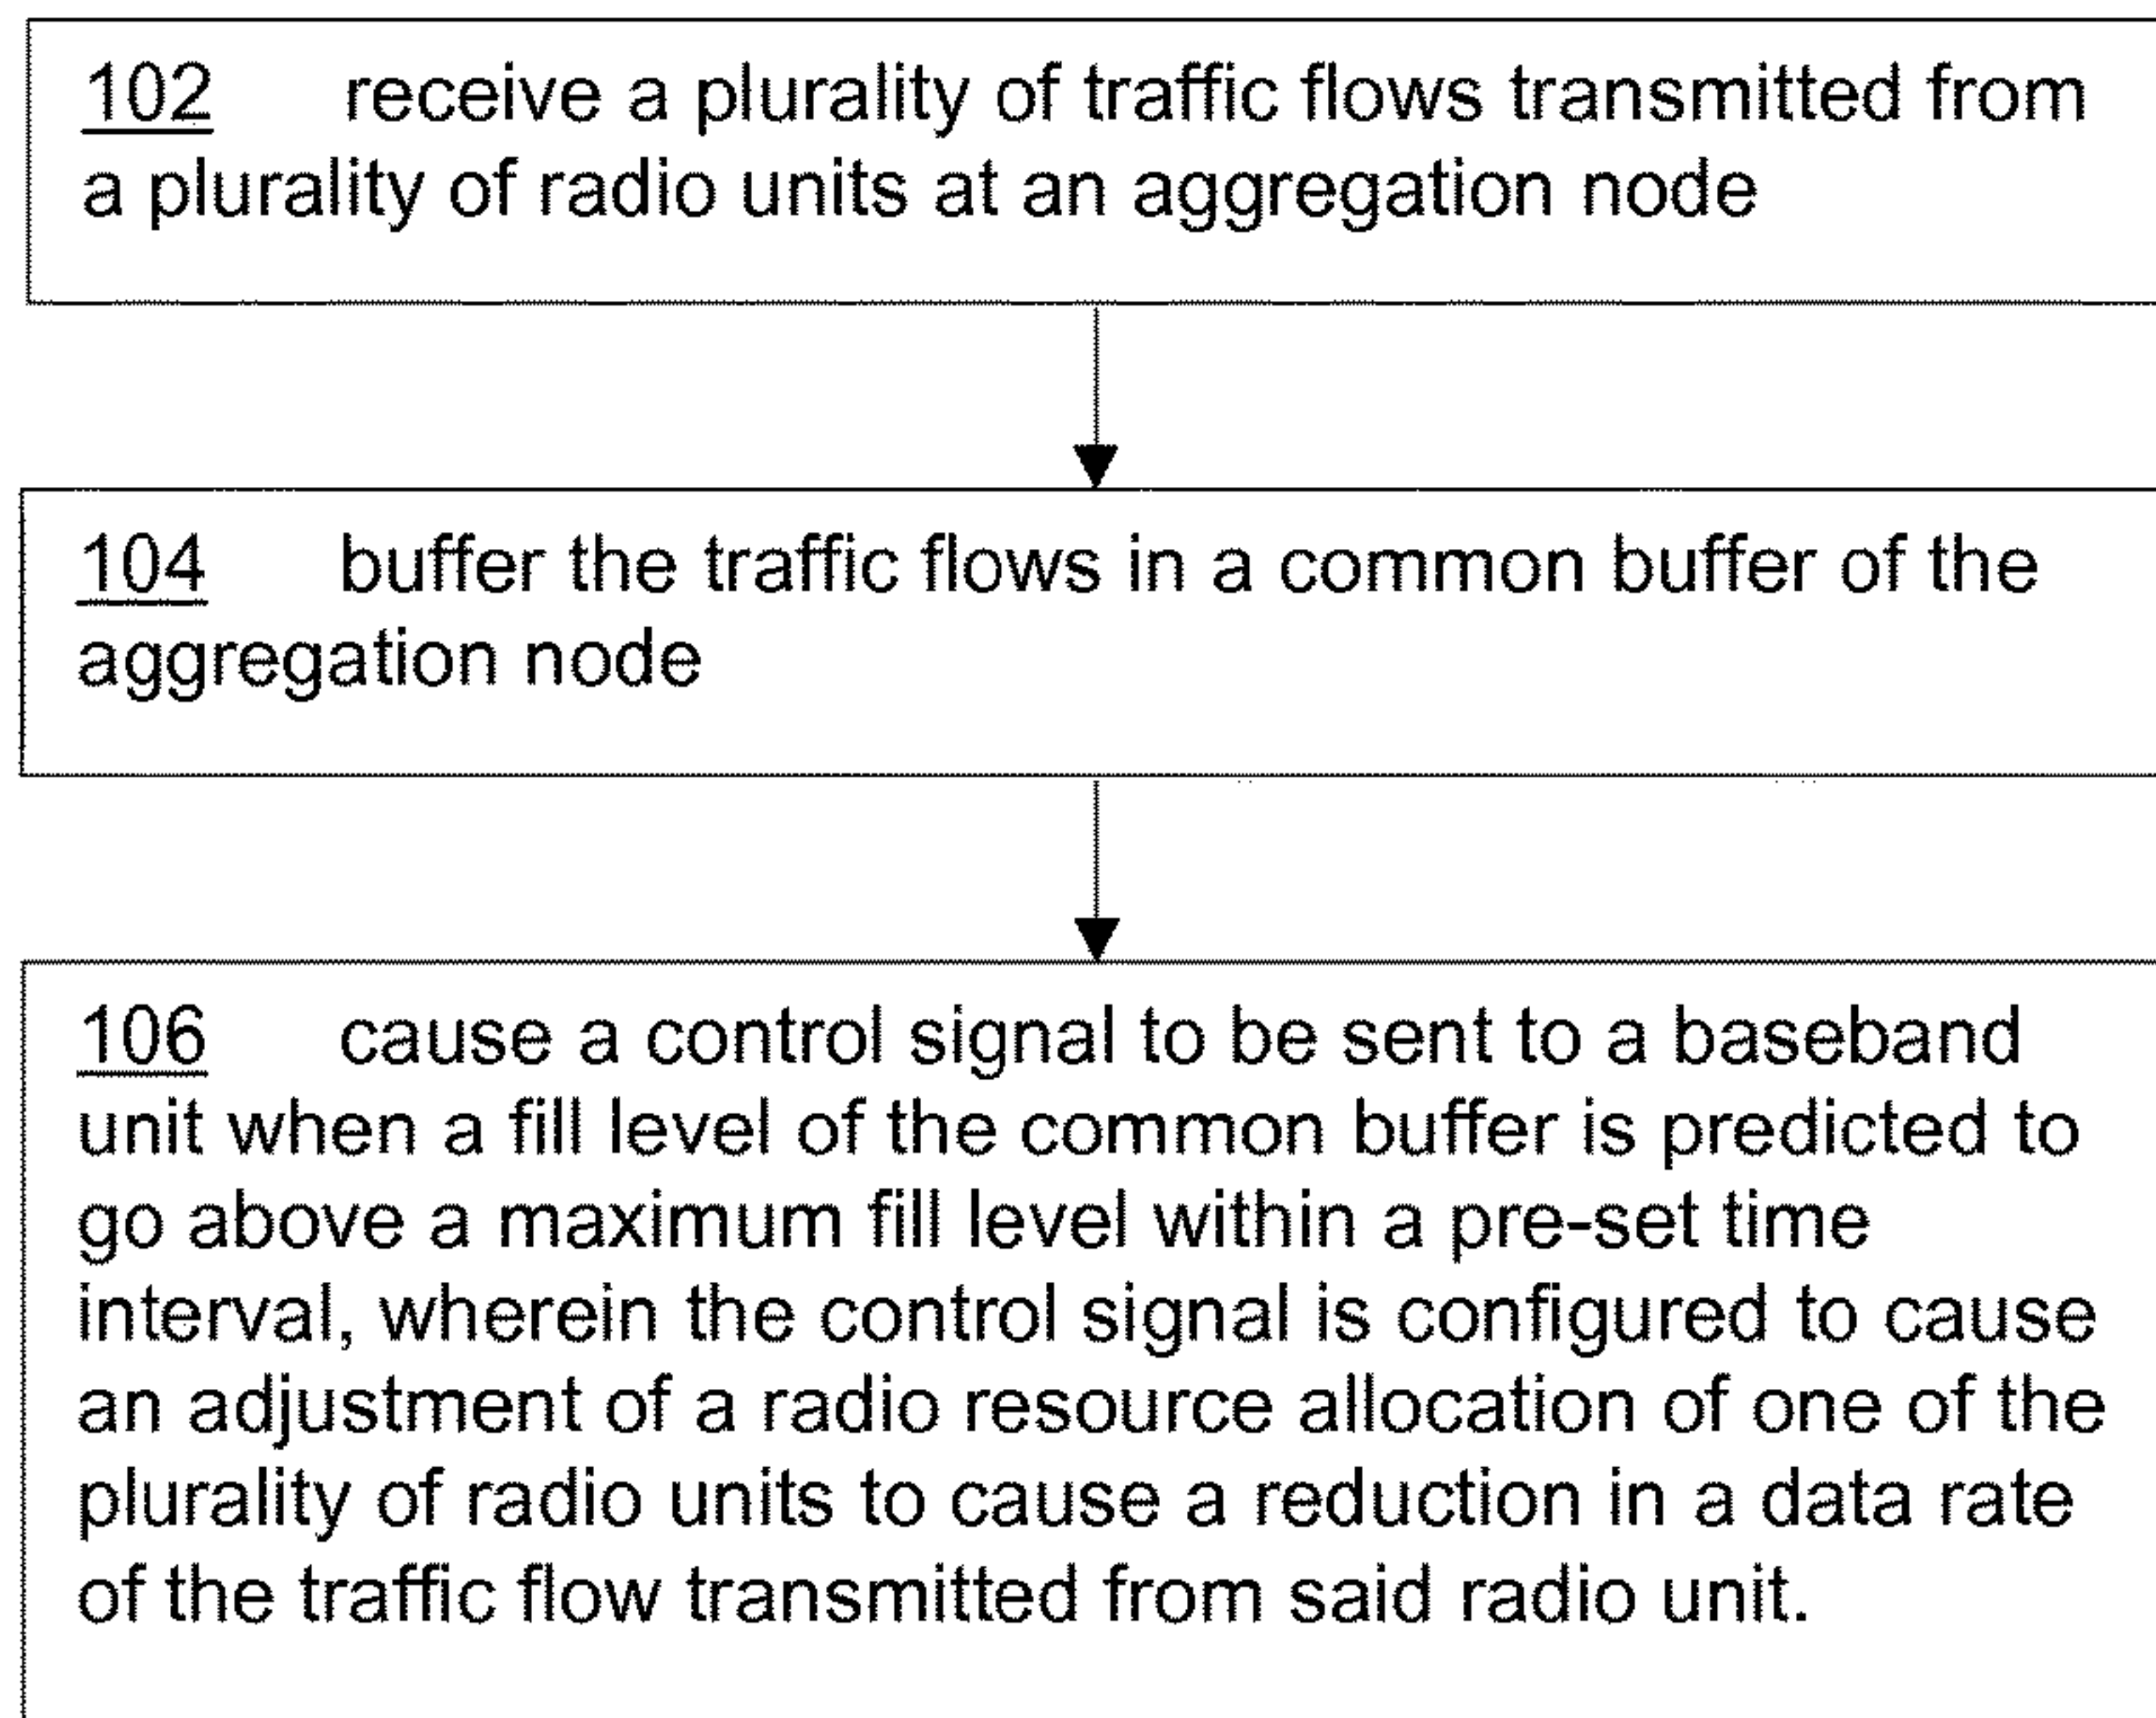 102 receive a plurality of traffic flows transmitted from
a plurality of radio units at an aggregation node
104 buffer the traffic flows in a common buffer of the
aggregation node
106 cause a control signal to be sent to a baseband
unit when a fill level of the common buffer is predicted to
go above a maximum fill level within a pre-set time
interval, wherein the control signal is configured to cause
an adjustment of a radio resource allocation of one of the
plurality of radio units to cause a reduction in a data rate
of the traffic flow transmitted from said radio unit.